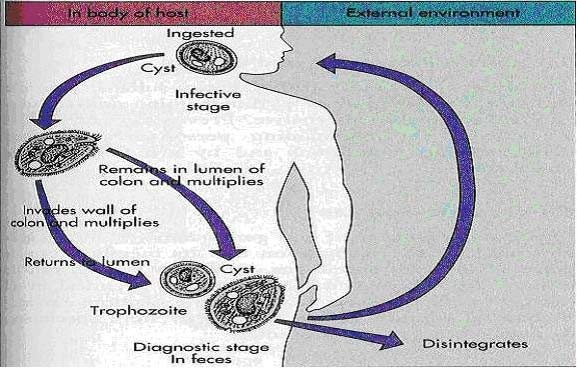 In body of host
External environment
Ingested
Cyst
Infective
stage
Remains in lumen of
colon and multiplies
Invades wall of
colon and multiplies
Returns to lumen
Cyst
Trophozoite
Disintegrates
Diagnostic stage
In feces